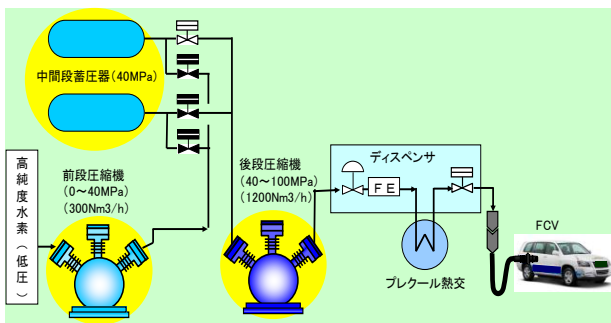 中間段蓄圧器(40MPa)
高純度水素(低圧)
前段圧縮機
(0~40MPa)
(300Nm3/h)
後段圧縮機
(40~100MPa)
(1200Nm3/h)
ディスペンサ
FE
プレクール熱交
FCV